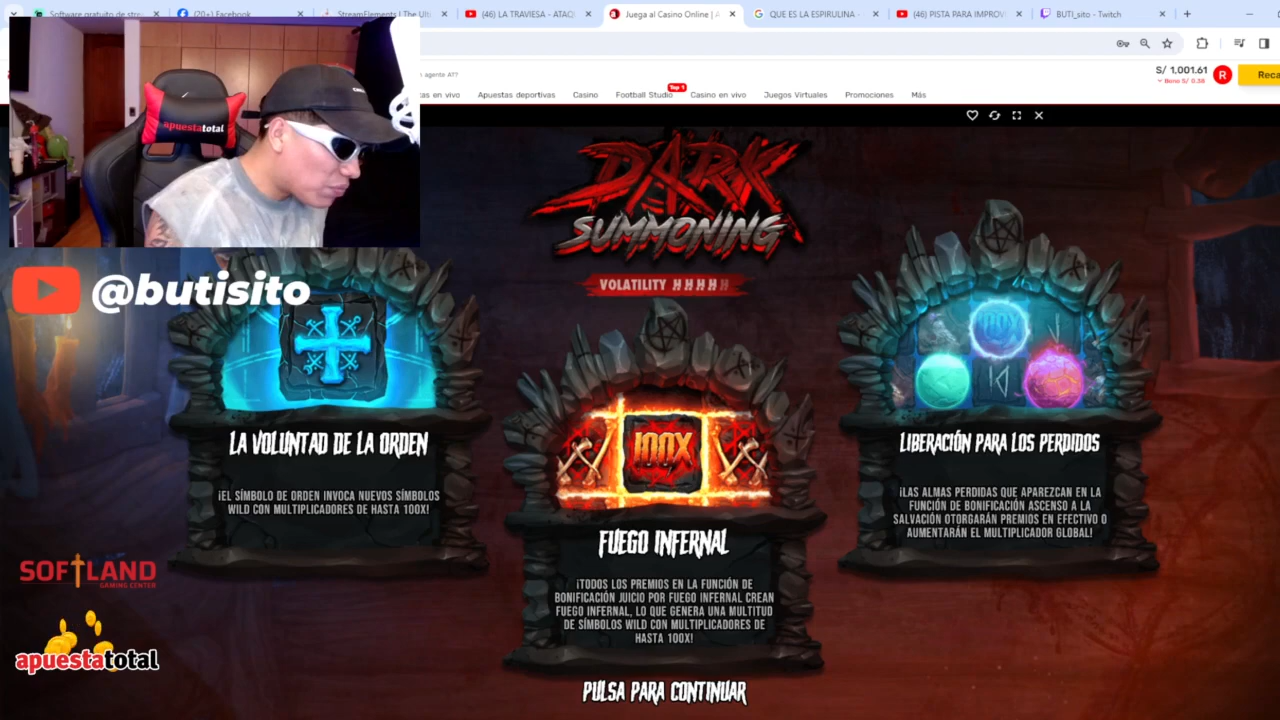 Software gratuito de stre
(20+) Facebook
StreamElements | The Ulti
(46) LA TRAVIESA - ATAQ
Juega al Casino Online | A
QUE ES LA ESPIRULINA -
(46) PISTA PARA IMPROVI
BUTI_sito - Twitch
agente AT?
S/ 1,001.61
Bono S/ 0.38
R
Reca
as en vivo
Apuestas deportivas
Casino
Football Studio
Top 1
Casino en vivo
Juegos Virtuales
Promociones
Más
apuestatotal
@butisito
DARK
SUMMONING
VOLATILITY
LA VOLUNTAD DE LA ORDEN
¡EL SÍMBOLO DE ORDEN INVOCA NUEVOS SÍMBOLOS
WILD CON MULTIPLICADORES DE HASTA 100X!
100X
FUEGO INFERNAL
¡TODOS LOS PREMIOS EN LA FUNCIÓN DE
BONIFICACIÓN JUICIO POR FUEGO INFERNAL CREAN
FUEGO INFERNAL, LO QUE GENERA UNA MULTITUD
DE SÍMBOLOS WILD CON MULTIPLICADORES DE
HASTA 100X!
100X
LIBERACIÓN PARA LOS PERDIDOS
¡LAS ALMAS PERDIDAS QUE APAREZCAN EN LA
FUNCIÓN DE BONIFICACIÓN ASCENSO A LA
SALVACIÓN OTORGARÁN PREMIOS EN EFECTIVO O
AUMENTARÁN EL MULTIPLICADOR GLOBAL!
SOFTLAND
GAMING CENTER
apuestatotal
PULSA PARA CONTINUAR